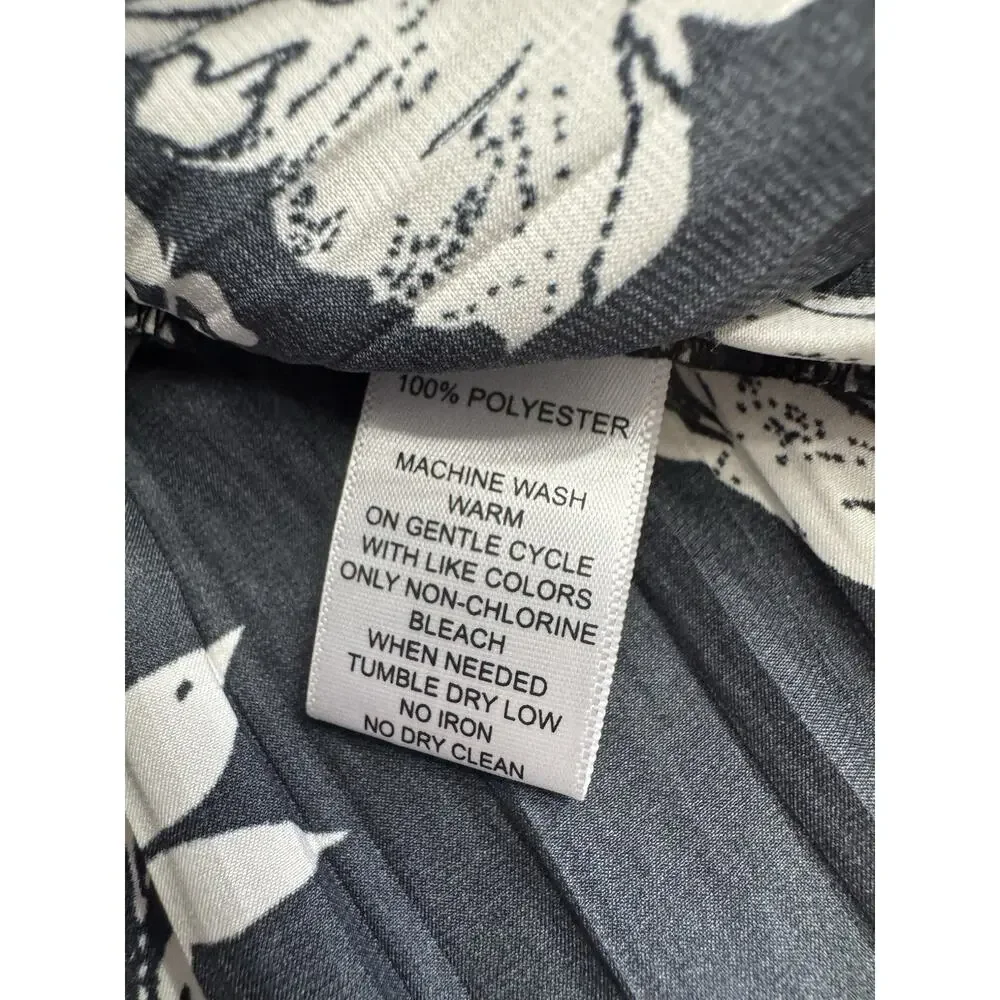 100% POLYESTER
MACHINE WASH
WARM
ON GENTLE CYCLE
WITH LIKE COLORS
ONLY NON-CHLORINE
BLEACH
WHEN NEEDED
TUMBLE DRY LOW
NO IRON
NO DRY CLEAN